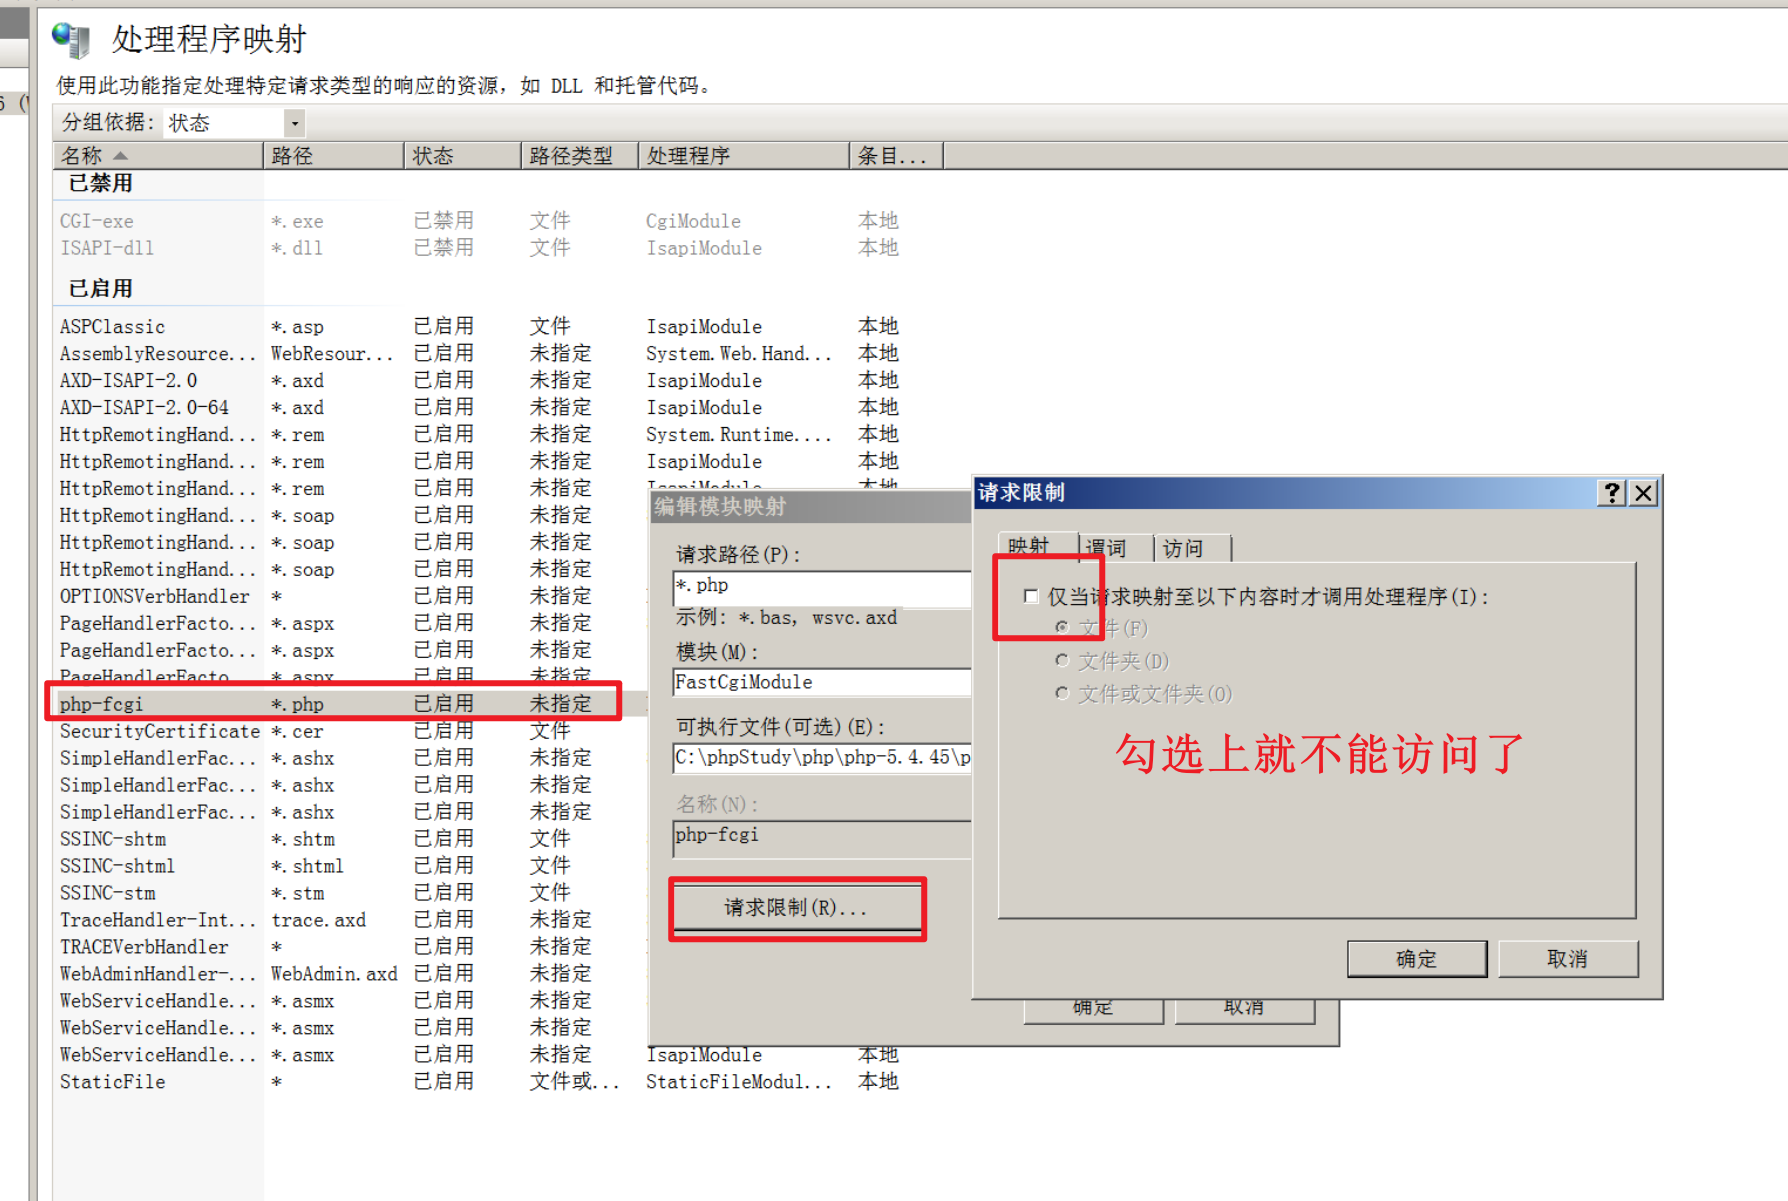 处理程序映射
使用此功能指定处理特定请求类型的响应的资源，如 DLL 和托管代码。
分组依据: 状态
名称 路径 状态 路径类型 处理程序 条目...
已禁用
CGI-exe *.exe 已禁用 文件 CgiModule 本地
ISAPI-dll *.dll 已禁用 文件 IsapiModule 本地
已启用
ASPClassic *.asp 已启用 文件 IsapiModule 本地
AssemblyResource... WebResour... 已启用 未指定 System.Web.Hand... 本地
AXD-ISAPI-2.0 *.axd 已启用 未指定 IsapiModule 本地
AXD-ISAPI-2.0-64 *.axd 已启用 未指定 IsapiModule 本地
HttpRemotingHand... *.rem 已启用 未指定 System.Runtime.... 本地
HttpRemotingHand... *.rem 已启用 未指定 IsapiModule 本地
HttpRemotingHand... *.rem 已启用 未指定 IsapiModule 本地
HttpRemotingHand... *.soap 已启用 未指定
HttpRemotingHand... *.soap 已启用 未指定
HttpRemotingHand... *.soap 已启用 未指定
OPTIONSVerbHandler * 已启用 未指定
PageHandlerFacto... *.aspx 已启用 未指定
PageHandlerFacto... *.aspx 已启用 未指定
PageHandlerFacto... *.aspx 已启用 未指定
php-fcgi *.php 已启用 未指定
SecurityCertificate *.cer 已启用 文件
SimpleHandlerFac... *.ashx 已启用 未指定
SimpleHandlerFac... *.ashx 已启用 未指定
SimpleHandlerFac... *.ashx 已启用 未指定
SSINC-shtm *.shtm 已启用 文件
SSINC-shtml *.shtml 已启用 文件
SSINC-stm *.stm 已启用 文件
TraceHandler-Int... trace.axd 已启用 未指定
TRACEVerbHandler * 已启用 未指定
WebAdminHandler-... WebAdmin.axd 已启用 未指定
WebServiceHandle... *.asmx 已启用 未指定
WebServiceHandle... *.asmx 已启用 未指定
WebServiceHandle... *.asmx 已启用 未指定 IsapiModule 本地
StaticFile * 已启用 文件或... StaticFileModul... 本地
编辑模块映射
请求路径(P):
*.php
示例: *.bas, wsvc.axd
模块(M):
FastCgiModule
可执行文件(可选)(E):
C:\phpStudy\php\php-5.4.45\p
名称(N):
php-fcgi
请求限制(R)...
确定 取消
请求限制
映射 谓词 访问
仅当请求映射至以下内容时才调用处理程序(I):
文件(F)
文件夹(D)
文件或文件夹(O)
勾选上就不能访问了
确定 取消